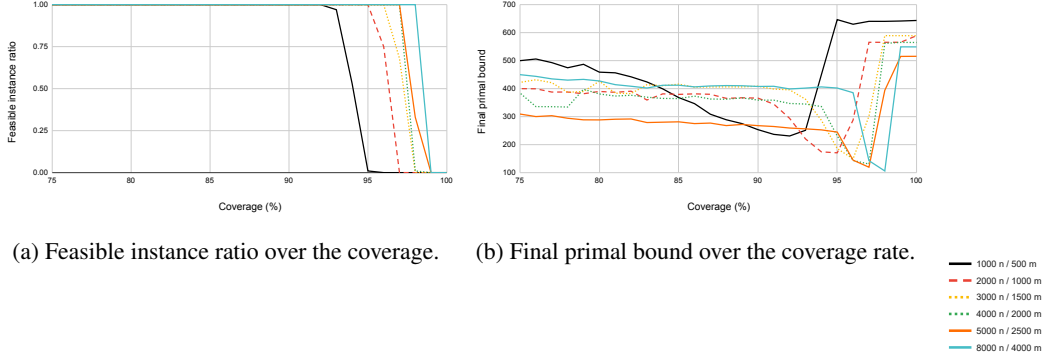 1.00
0.75
0.50
0.25
0.00
75
80
85
90
95
100
Feasible instance ratio
Coverage (%)
700
600
500
400
300
200
100
75
80
85
90
95
100
Final primal bound
Coverage (%)
(a) Feasible instance ratio over the coverage.
(b) Final primal bound over the coverage rate.
1000 n / 500 m
2000 n / 1000 m
3000 n / 1500 m
4000 n / 2000 m
5000 n / 2500 m
8000 n / 4000 m